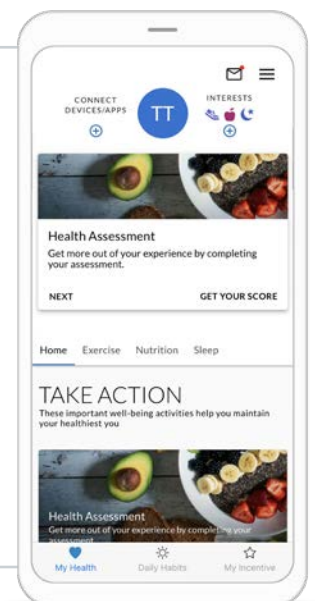 CONNECT
DEVICES/APPS
TT
INTERESTS
Health Assessment
Get more out of your experience by completing
your assessment.
NEXT
GET YOUR SCORE
Home
Exercise
Nutrition
Sleep
TAKE ACTION
These important well-being activities help you maintain
your healthiest you
Health Assessment
Get more out of your experience by completing your
assessment
My Health
Daily Habits
My Incentive